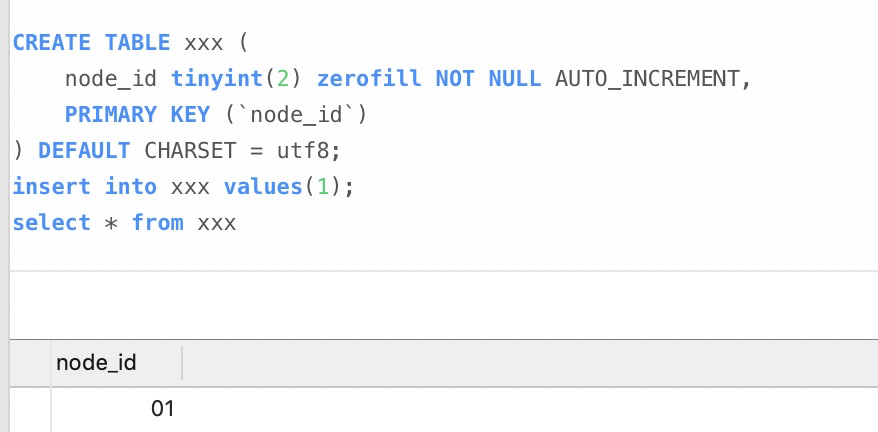 CREATE TABLE xxx (
    node_id tinyint(2) zerofill NOT NULL AUTO_INCREMENT,
    PRIMARY KEY (`node_id`)
) DEFAULT CHARSET = utf8;
insert into xxx values(1);
select * from xxx
node_id
01